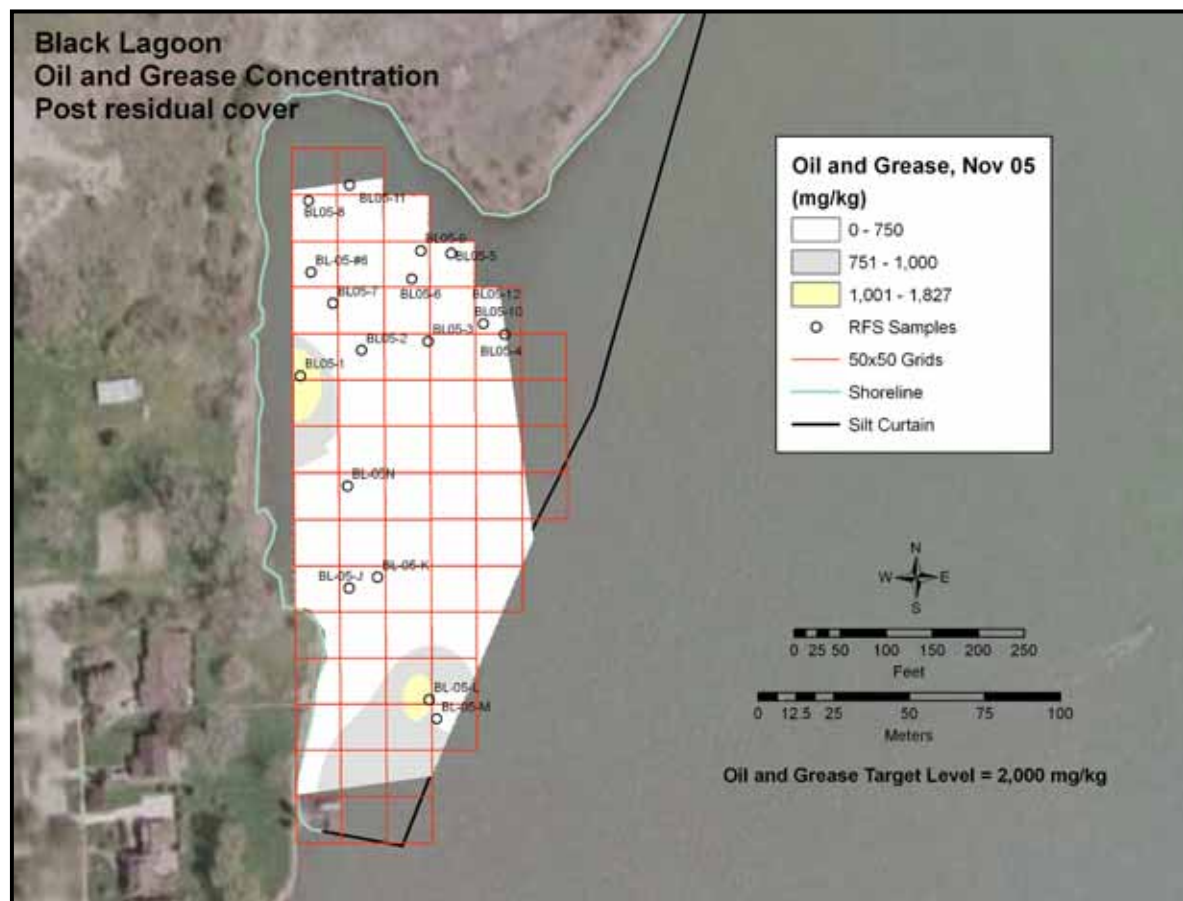 Black Lagoon
Oil and Grease Concentration
Post residual cover
Oil and Grease, Nov 05
(mg/kg)
0 - 750
751 - 1,000
1,001 - 1,827
RFS Samples
50x50 Grids
Shoreline
Silt Curtain
BL05-11
BL05-8
BL05-9
BL05-5
BL-05-#6
BL05-6
BL05-7
BL05-12
BL05-10
BL05-3
BL05-4
BL05-2
BL05-1
BL-05N
BL-05-K
BL-05-J
BL-05-L
BL-05-M
N
W E
S
0 25 50 100 150 200 250
Feet
0 12.5 25 50 75 100
Meters
Oil and Grease Target Level = 2,000 mg/kg